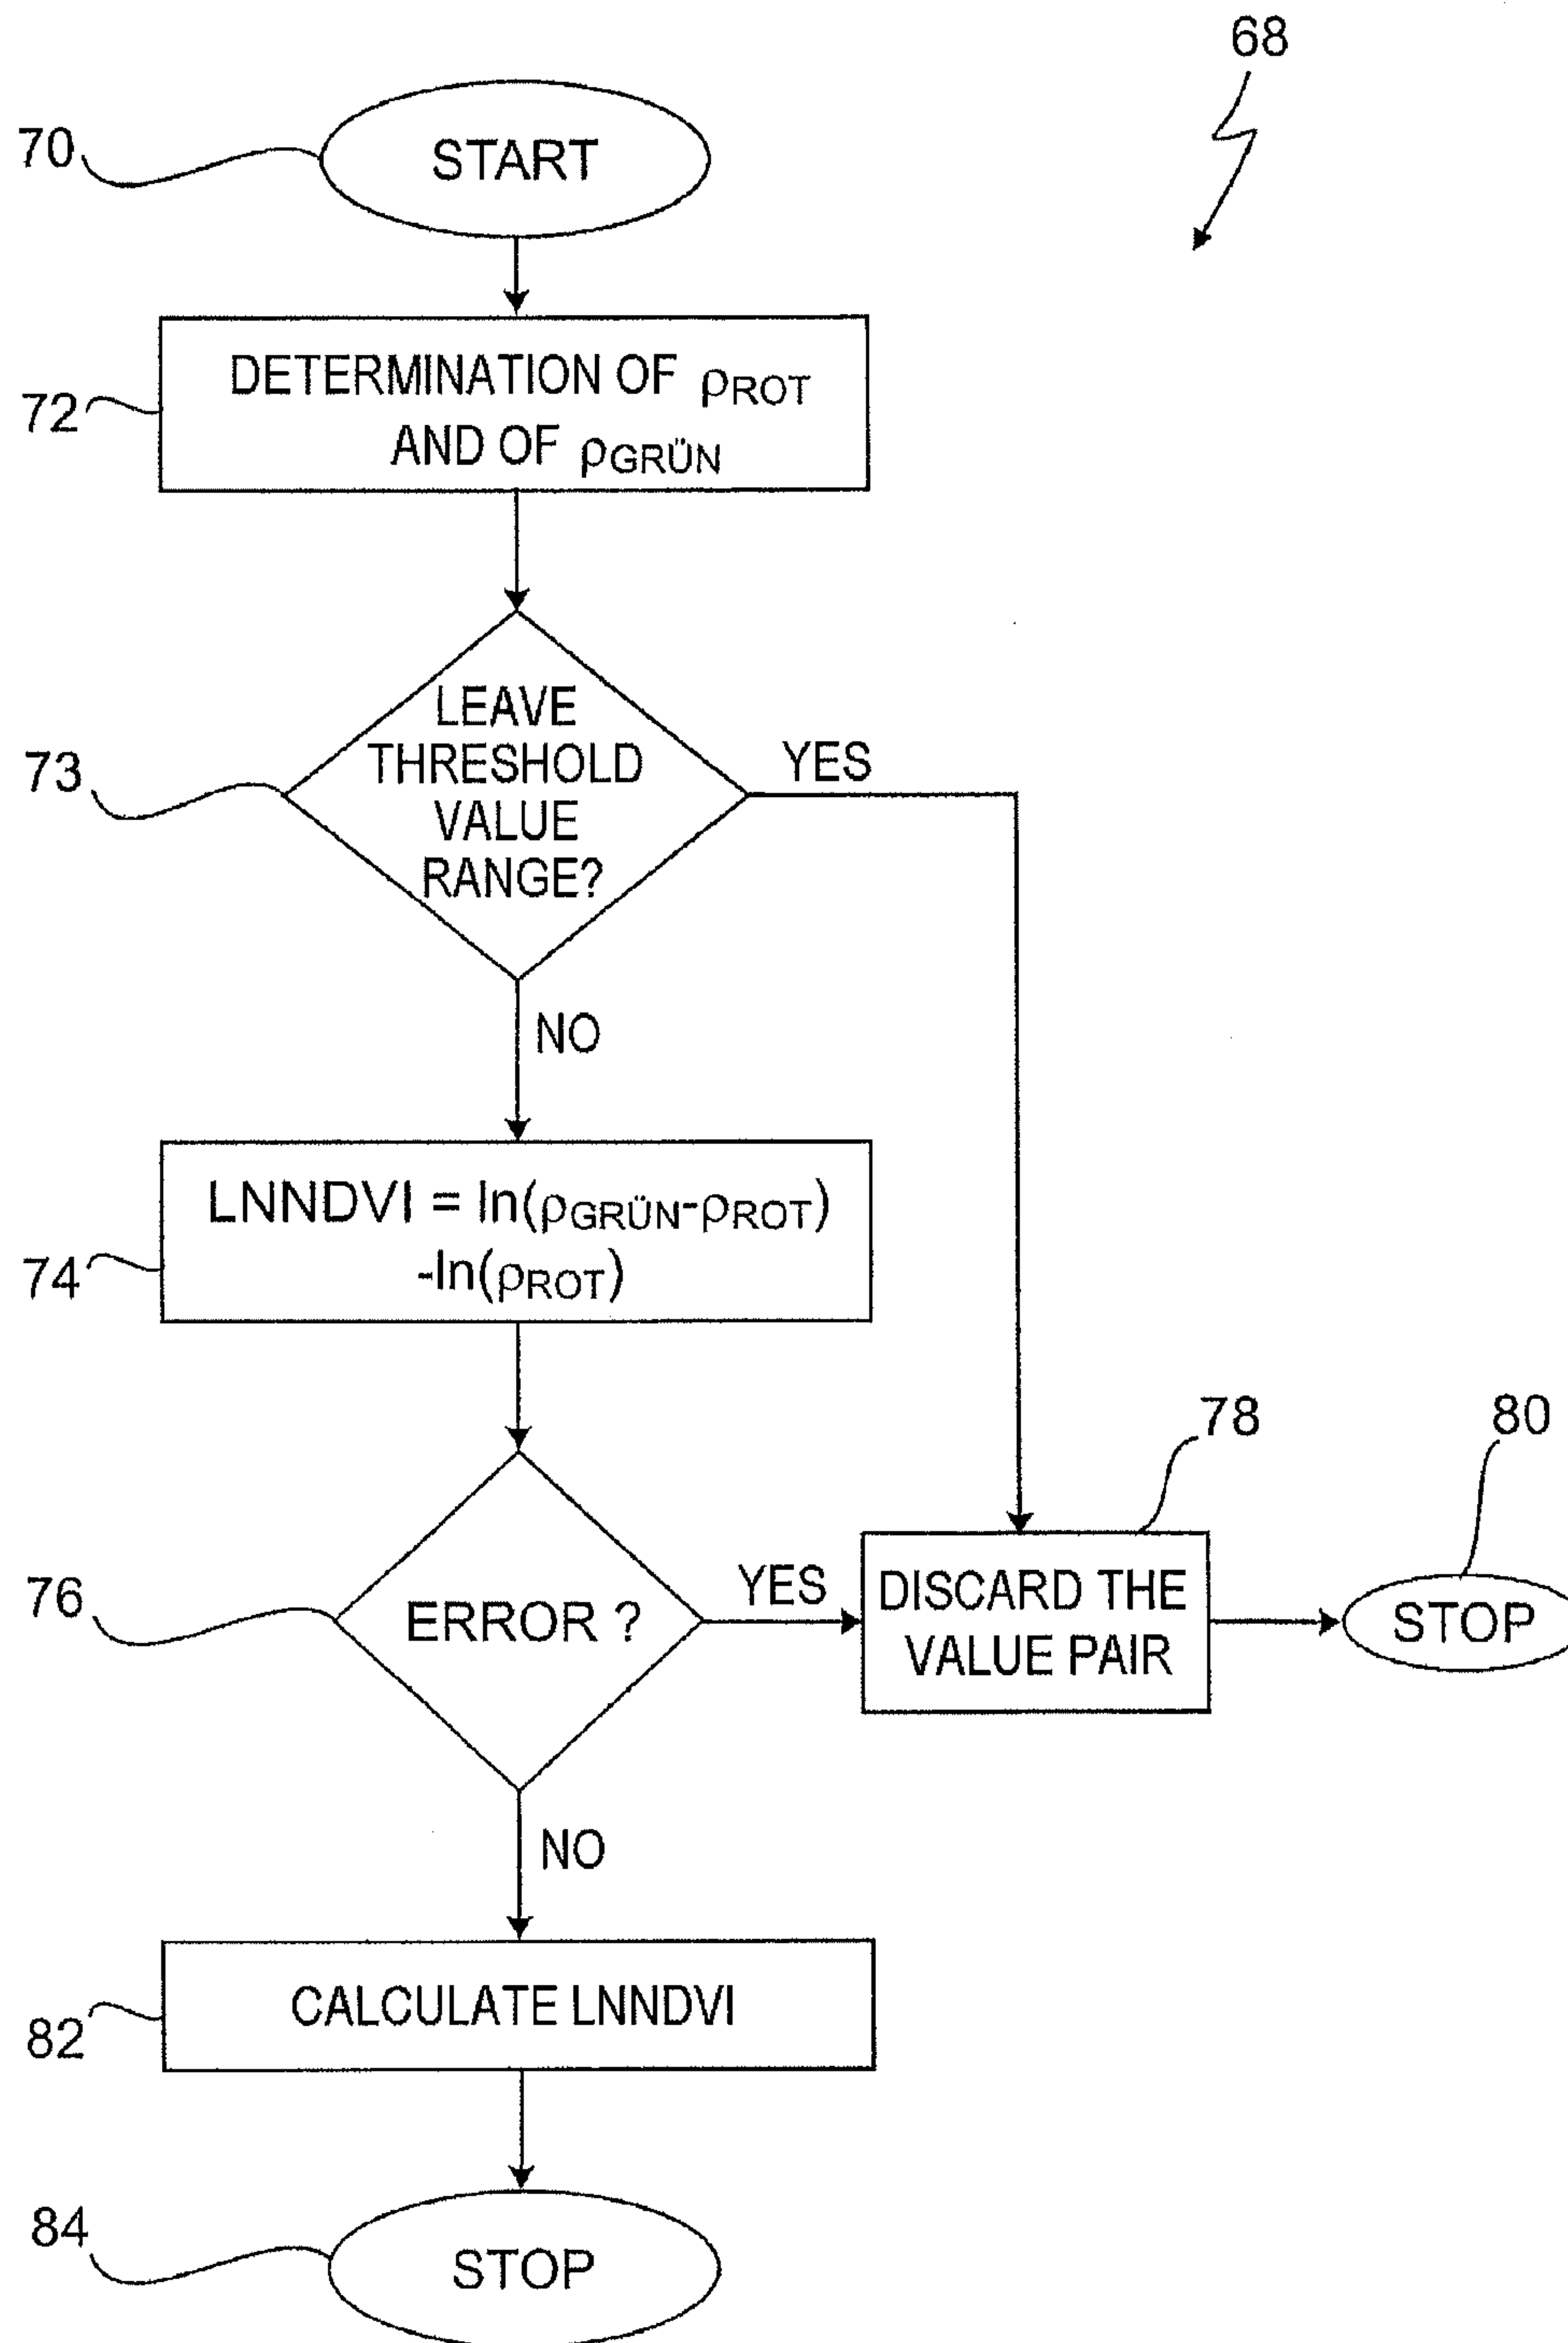 68
70
START
72
DETERMINATION OF ρROT
AND OF ρGRÜN
73
LEAVE
THRESHOLD
VALUE
RANGE?
YES
NO
74
LNNDVI = ln(ρGRÜN-ρROT)
-ln(ρROT)
76
ERROR ?
YES
78
DISCARD THE
VALUE PAIR
80
STOP
NO
82
CALCULATE LNNDVI
84
STOP